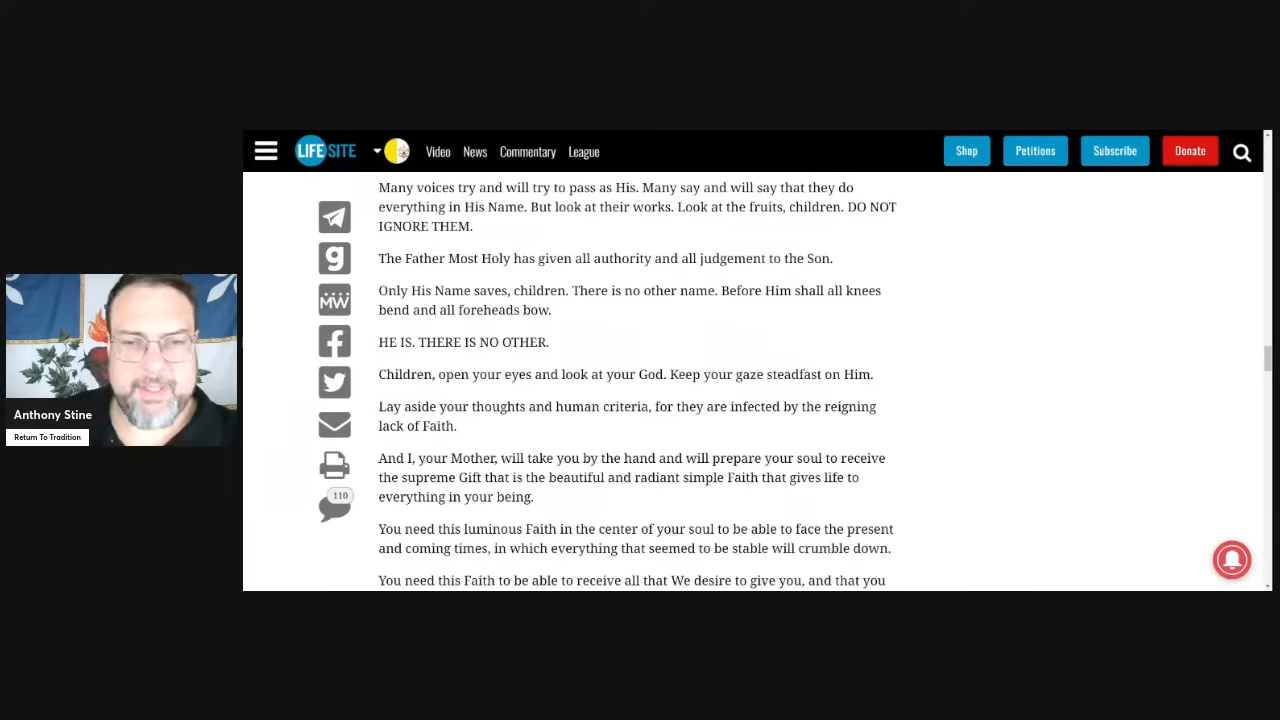 LIFE SITE
Video News Commentary League
Shop Petitions Subscribe Donate
Many voices try and will try to pass as His. Many say and will say that they do
everything in His Name. But look at their works. Look at the fruits, children. DO NOT
IGNORE THEM.
The Father Most Holy has given all authority and all judgement to the Son.
Only His Name saves, children. There is no other name. Before Him shall all knees
bend and all foreheads bow.
HE IS. THERE IS NO OTHER.
Children, open your eyes and look at your God. Keep your gaze steadfast on Him.
Lay aside your thoughts and human criteria, for they are infected by the reigning
lack of Faith.
And I, your Mother, will take you by the hand and will prepare your soul to receive
the supreme Gift that is the beautiful and radiant simple Faith that gives life to
everything in your being.
You need this luminous Faith in the center of your soul to be able to face the present
and coming times, in which everything that seemed to be stable will crumble down.
You need this Faith to be able to receive all that We desire to give you, and that you
g
MW
110
Anthony Stine
Return To Tradition